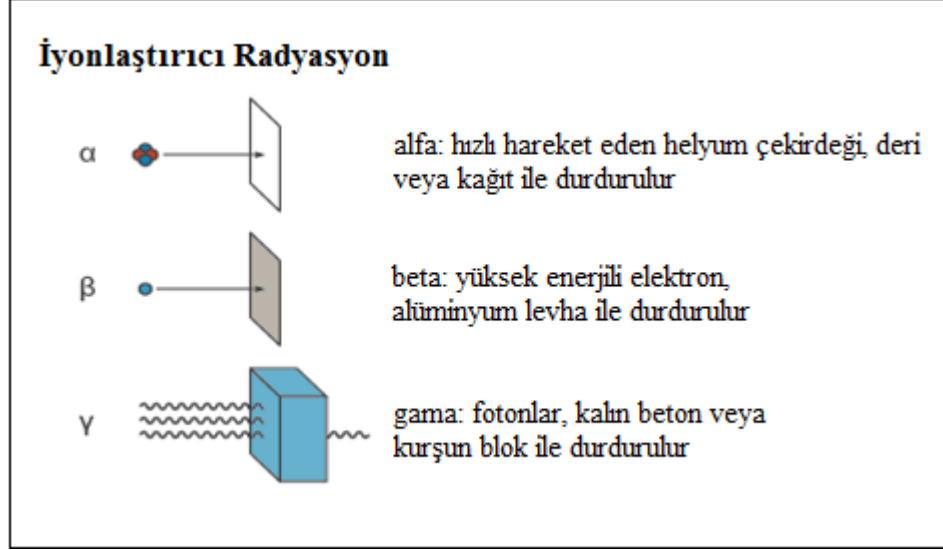 İyonlaştırıcı Radyasyon
α
alfa: hızlı hareket eden helyum çekirdeği, deri
veya kağıt ile durdurulur
β
beta: yüksek enerjili elektron,
alüminyum levha ile durdurulur
γ
gama: fotonlar, kalın beton veya
kurşun blok ile durdurulur